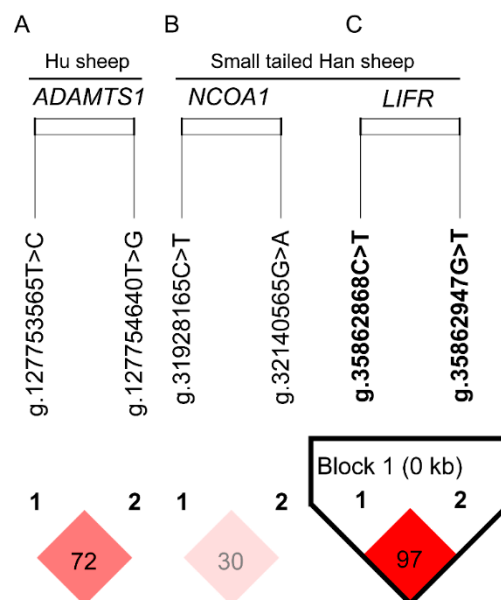 A B C
Hu sheep Small tailed Han sheep
ADAMTS1 NCOA1 LIFR
g.127753565T>C g.127754640T>G g.31928165C>T g.32140565G>A g.35862868C>T g.35862947G>T
Block 1 (0 kb)
1 2 1 2 1 2
72 30 97